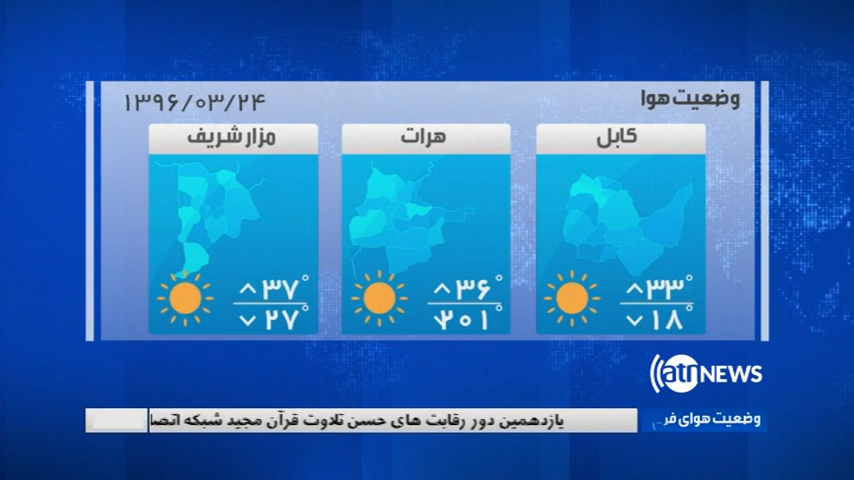 وضعیت هوا
۱۳۹۶/۰۳/۲۴
کابل
۳۳°
۱۸°
هرات
۳۶°
مزار شریف
۳۷°
۲۷°
atn NEWS
وضعیت هوای فر
یازدهمین دور رقابت های حسن تلاوت قرآن مجید شبکه اتصا